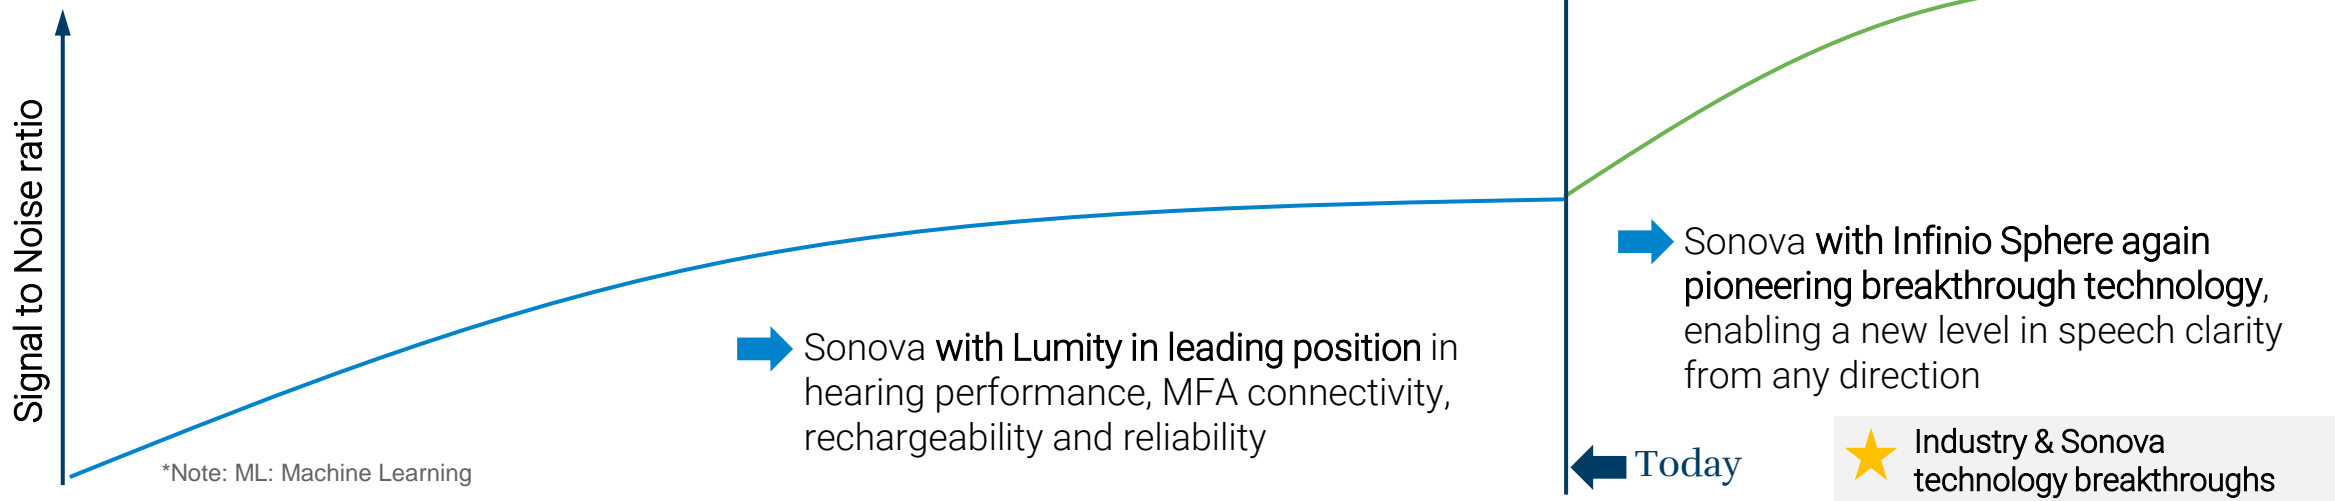 Signal to Noise ratio
Sonova with Infinio Sphere again
pioneering breakthrough technology,
enabling a new level in speech clarity
from any direction
Sonova with Lumity in leading position in
hearing performance, MFA connectivity,
rechargeability and reliability
*Note: ML: Machine Learning
Today
Industry & Sonova
technology breakthroughs